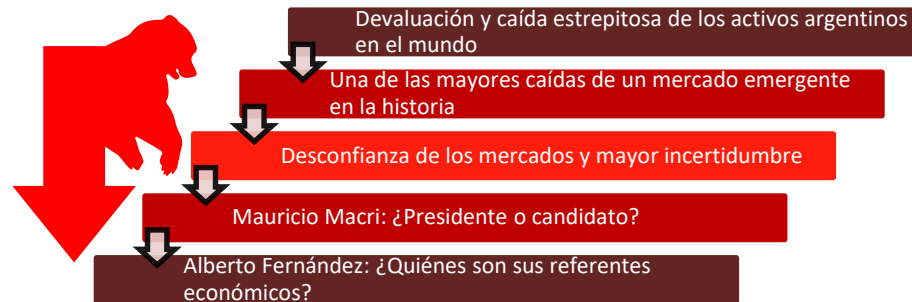 Devaluación y caída estrepitosa de los activos argentinos
en el mundo
Una de las mayores caídas de un mercado emergente
en la historia
Desconfianza de los mercados y mayor incertidumbre
Mauricio Macri: ¿Presidente o candidato?
Alberto Fernández: ¿Quiénes son sus referentes
económicos?